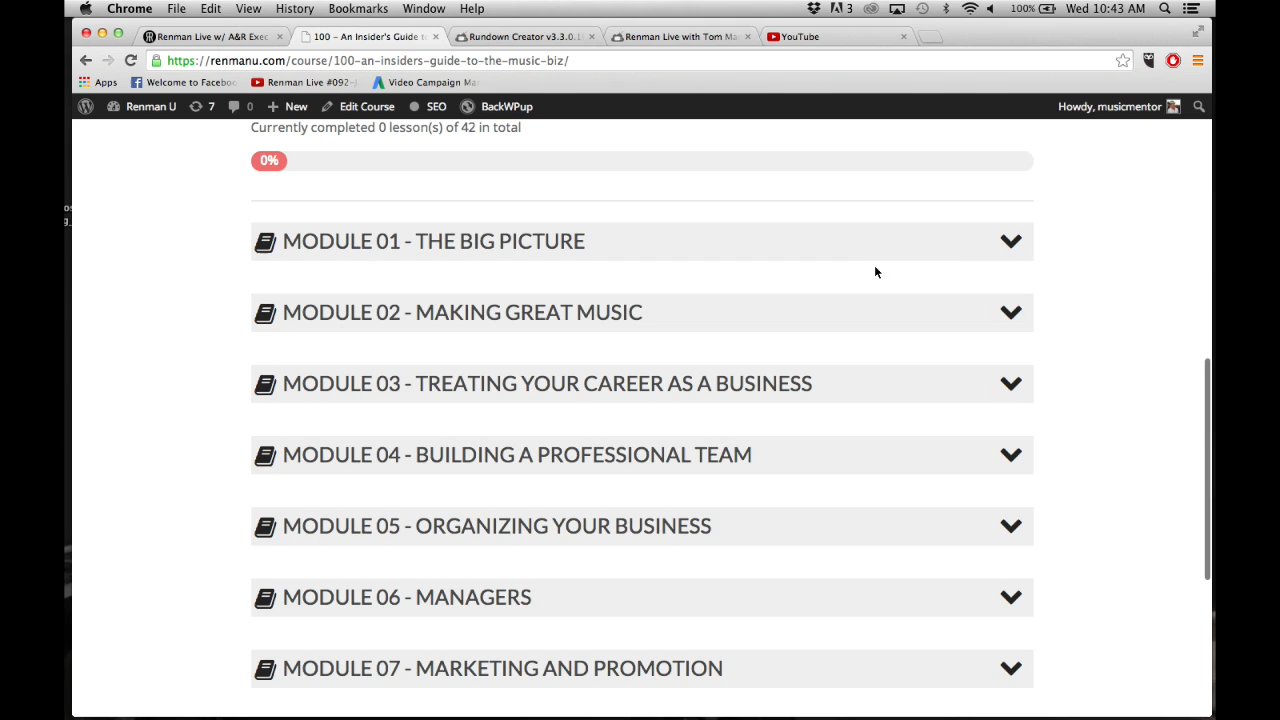 Chrome File Edit View History Bookmarks Window Help 3 100% Wed 10:43 AM
Renman Live w/ A&R Exec 100 – An Insider's Guide to Rundown Creator v3.3.0. Renman Live with Tom Ma YouTube
https://renmanu.com/course/100-an-insiders-guide-to-the-music-biz/
Apps Welcome to Faceboo Renman Live #092- Video Campaign Ma
Renman U 7 0 New Edit Course SEO BackWPup Howdy, musicmentor
Currently completed 0 lesson(s) of 42 in total
0%
MODULE 01 - THE BIG PICTURE
MODULE 02 - MAKING GREAT MUSIC
MODULE 03 - TREATING YOUR CAREER AS A BUSINESS
MODULE 04 - BUILDING A PROFESSIONAL TEAM
MODULE 05 - ORGANIZING YOUR BUSINESS
MODULE 06 - MANAGERS
MODULE 07 - MARKETING AND PROMOTION